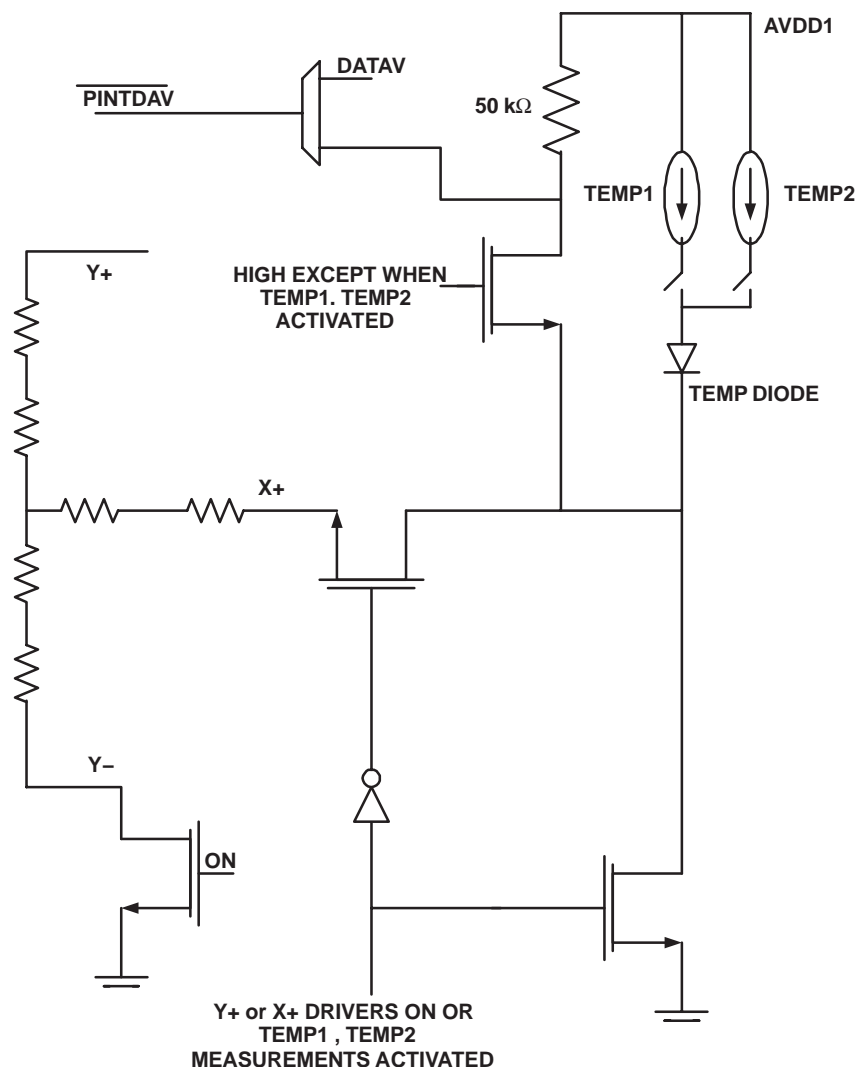 AVDD1
DATAV
PINTDAV
50 kΩ
TEMP1
TEMP2
Y+
HIGH EXCEPT WHEN
TEMP1. TEMP2
ACTIVATED
TEMP DIODE
X+
Y–
ON
Y+ or X+ DRIVERS ON OR
TEMP1 , TEMP2
MEASUREMENTS ACTIVATED